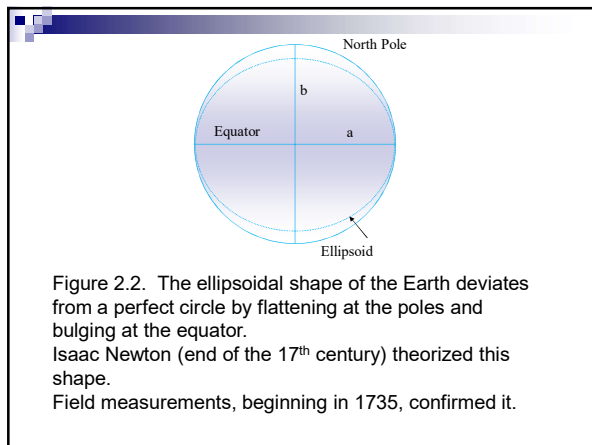 North Pole
b
Equator
a
Ellipsoid
Figure 2.2.  The ellipsoidal shape of the Earth deviates
from a perfect circle by flattening at the poles and
bulging at the equator.
Isaac Newton (end of the 17th century) theorized this
shape.
Field measurements, beginning in 1735, confirmed it.